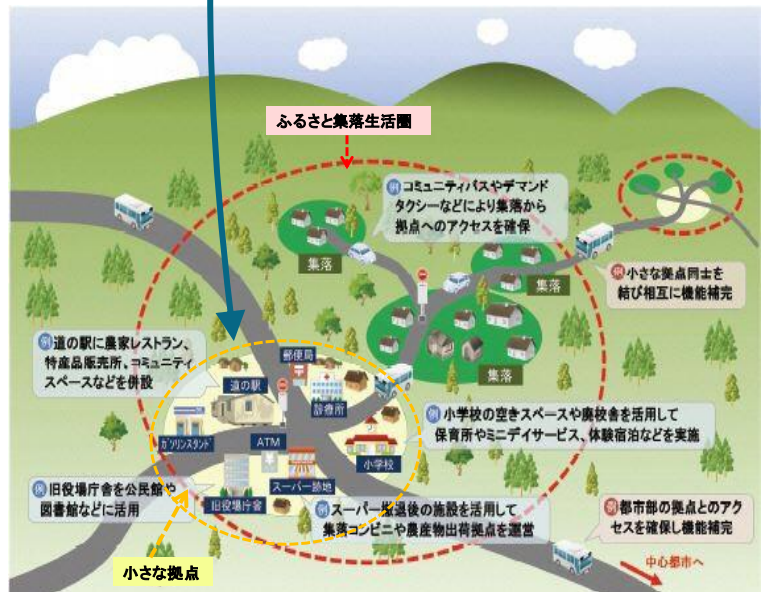 ふるさと集落生活圏
例 コミュニティバスやデマンド
タクシーなどにより集落から
拠点へのアクセスを確保
集落
集落
集落
例 小さな拠点同士を
結び相互に機能補完
例 道の駅に農家レストラン、
特産品販売所、コミュニティ
スペースなどを併設
郵便局
道の駅
診療所
ガソリンスタンド
ATM
小学校
例 小学校の空きスペースや廃校舎を活用して
保育所やミニデイサービス、体験宿泊などを実施
スーパー跡地
旧役場庁舎
例 旧役場庁舎を公民館や
図書館などに活用
例 スーパー撤退後の施設を活用して
集落コンビニや農産物出荷拠点を運営
例 都市部の拠点とのアク
セスを確保し機能補完
小さな拠点
中心都市へ